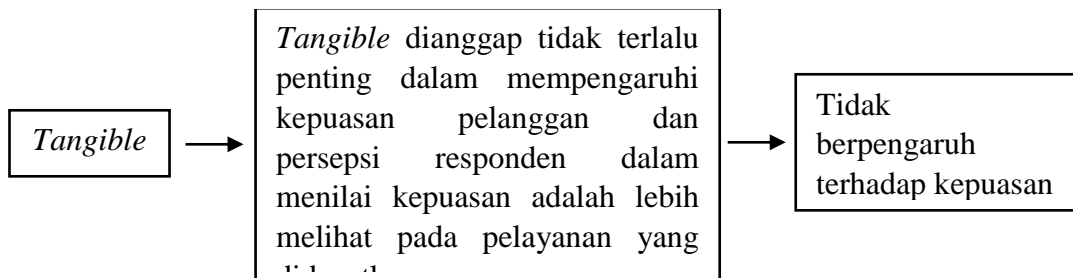 Tangible
Tangible dianggap tidak terlalu
penting dalam mempengaruhi
kepuasan pelanggan dan
persepsi responden dalam
menilai kepuasan adalah lebih
melihat pada pelayanan yang
Tidak
berpengaruh
terhadap kepuasan